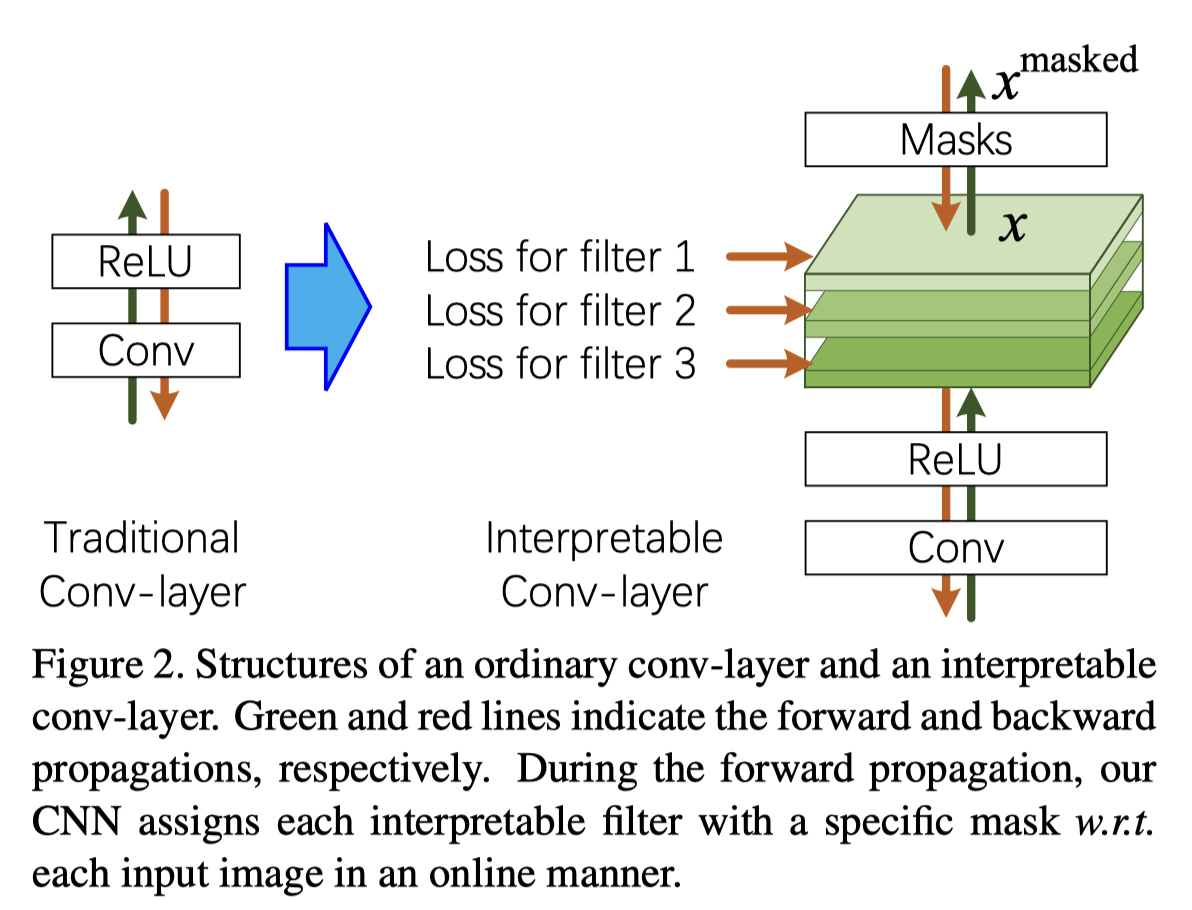 x^masked
Masks
x
ReLU
Conv
Loss for filter 1
Loss for filter 2
Loss for filter 3
ReLU
Conv
Traditional
Conv-layer
Interpretable
Conv-layer
Figure 2. Structures of an ordinary conv-layer and an interpretable
conv-layer. Green and red lines indicate the forward and backward
propagations, respectively. During the forward propagation, our
CNN assigns each interpretable filter with a specific mask w.r.t.
each input image in an online manner.